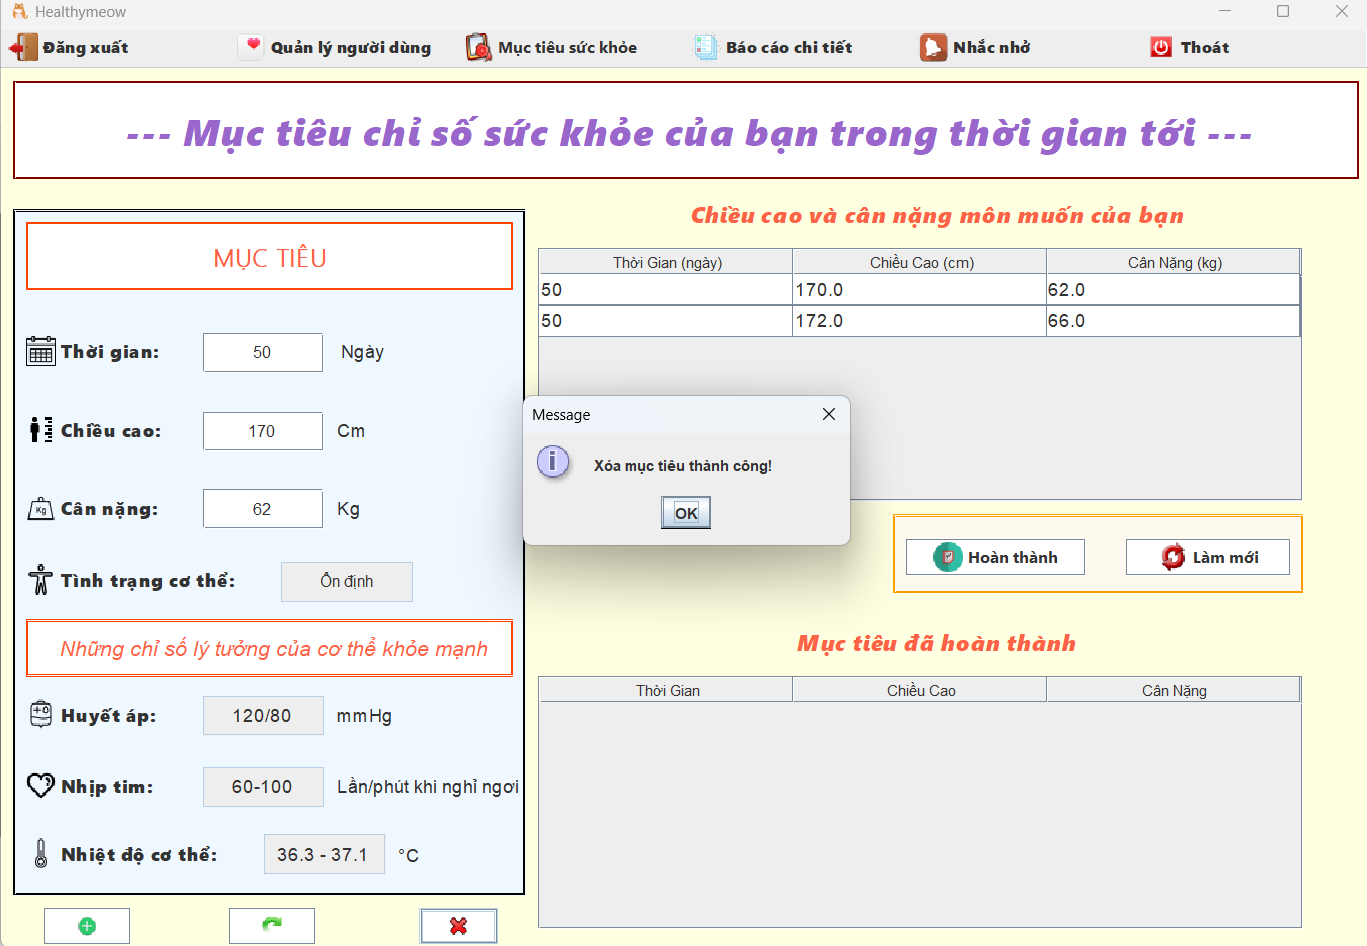 Healthymeow
Đăng xuất
Quản lý người dùng
Mục tiêu sức khỏe
Báo cáo chi tiết
Nhắc nhở
Thoát
--- Mục tiêu chỉ số sức khỏe của bạn trong thời gian tới ---
MỤC TIÊU
Thời gian: 50 Ngày
Chiều cao: 170 Cm
Cân nặng: 62 Kg
Tình trạng cơ thể: Ổn định
Những chỉ số lý tưởng của cơ thể khỏe mạnh
Huyết áp: 120/80 mmHg
Nhịp tim: 60-100 Lần/phút khi nghỉ ngơi
Nhiệt độ cơ thể: 36.3 - 37.1 °C
Chiều cao và cân nặng môn muốn của bạn
Thời Gian (ngày) Chiều Cao (cm) Cân Nặng (kg)
50 170.0 62.0
50 172.0 66.0
Message
Xóa mục tiêu thành công!
OK
Hoàn thành
Làm mới
Mục tiêu đã hoàn thành
Thời Gian Chiều Cao Cân Nặng